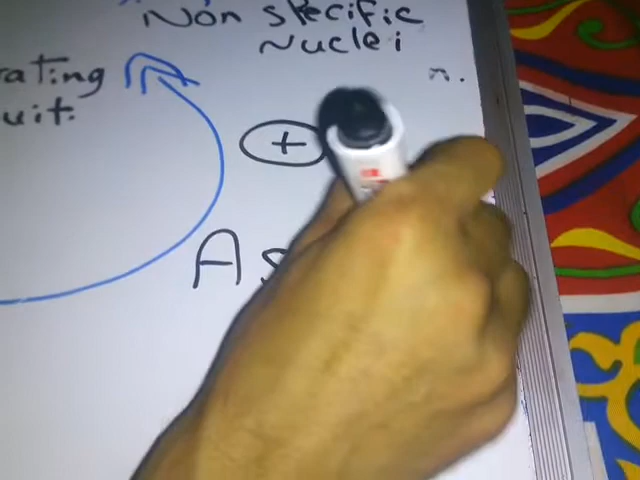 Non specific
Nuclei
rating
n.
uit.
+
As